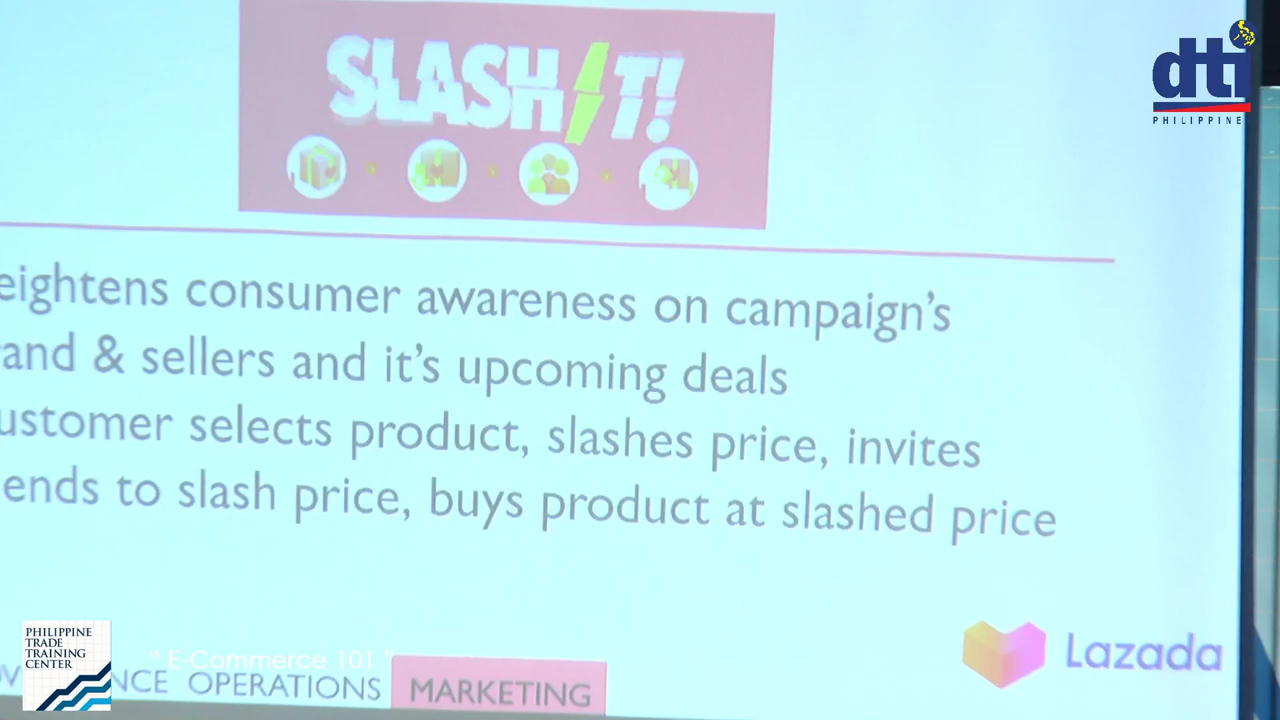 SLASH IT!
dti
PHILIPPINE
eightens consumer awareness on campaign's
and & sellers and it's upcoming deals
ustomer selects product, slashes price, invites
ends to slash price, buys product at slashed price
PHILIPPINE
TRADE
TRAINING
CENTER
" E-Commerce 101 "
NCE OPERATIONS MARKETING
Lazada